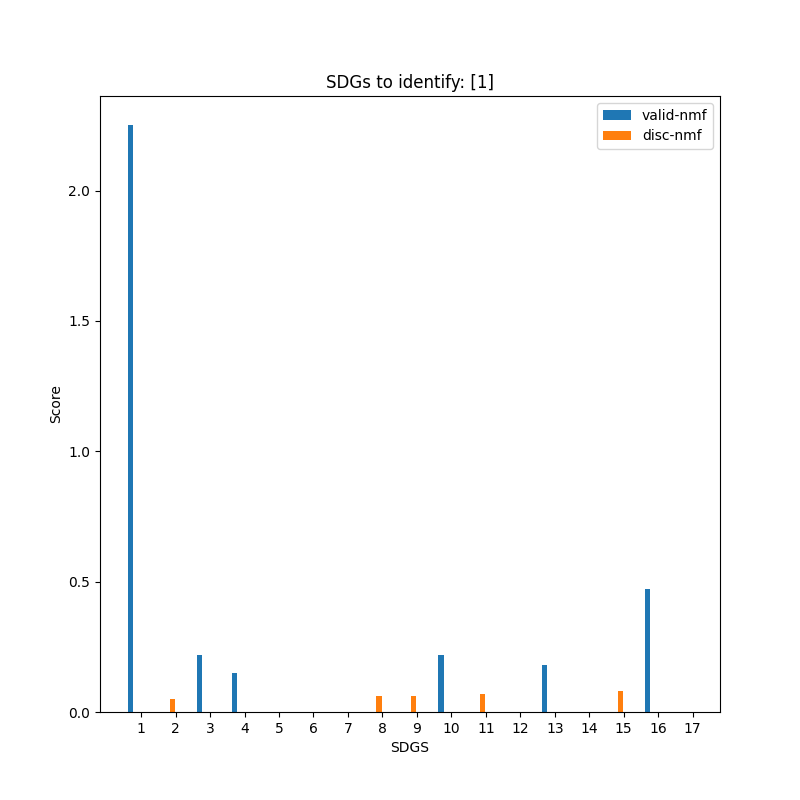 SDGs to identify: [1]
valid-nmf
disc-nmf
2.0
1.5
1.0
0.5
0.0
Score
1 2 3 4 5 6 7 8 9 10 11 12 13 14 15 16 17
SDGS